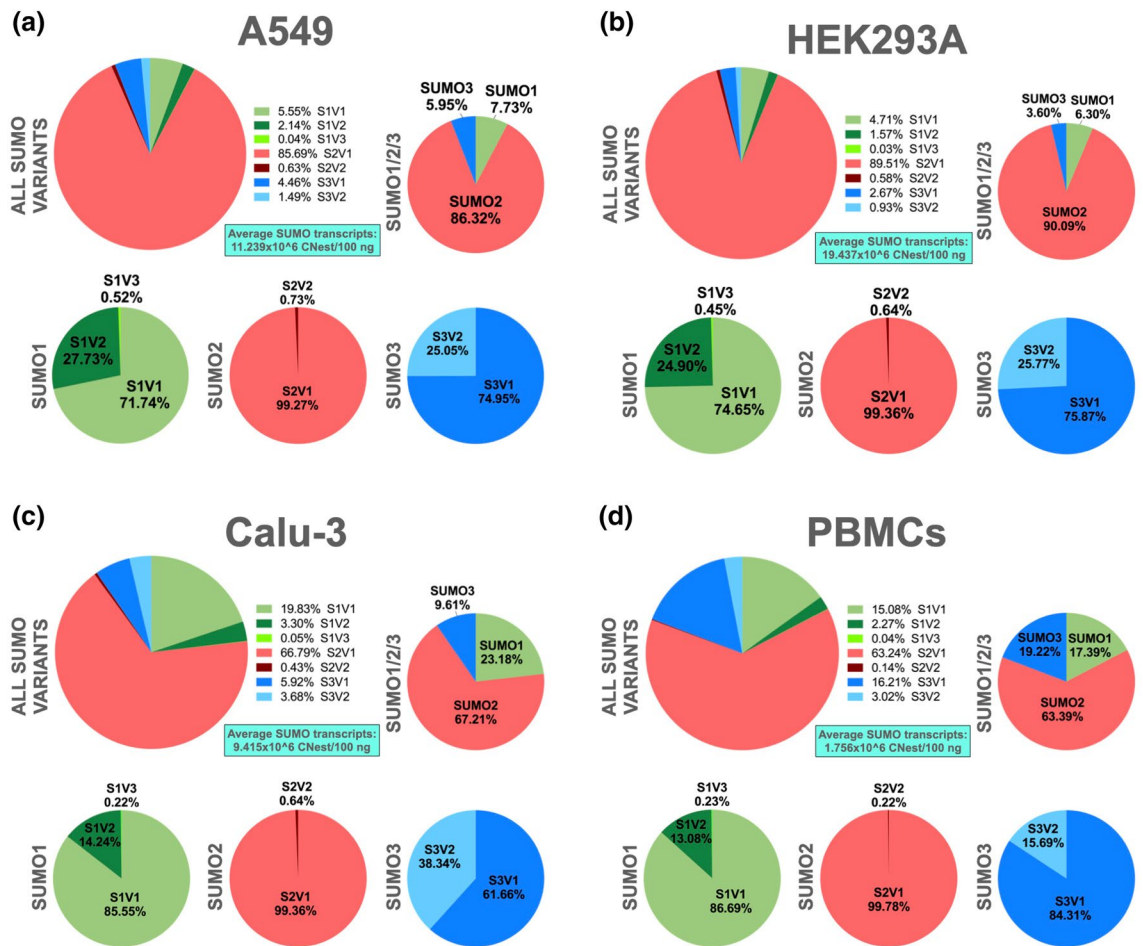 (a)
A549
ALL SUMO
VARIANTS
5.55% S1V1
2.14% S1V2
0.04% S1V3
85.69% S2V1
0.63% S2V2
4.46% S3V1
1.49% S3V2
Average SUMO transcripts:
11.239x10^6 CNest/100 ng
SUMO1/2/3
SUMO3
5.95%
SUMO1
7.73%
SUMO2
86.32%
SUMO1
S1V3
0.52%
S1V2
27.73%
S1V1
71.74%
SUMO2
S2V2
0.73%
S2V1
99.27%
SUMO3
S3V2
25.05%
S3V1
74.95%
(b)
HEK293A
ALL SUMO
VARIANTS
4.71% S1V1
1.57% S1V2
0.03% S1V3
89.51% S2V1
0.58% S2V2
2.67% S3V1
0.93% S3V2
Average SUMO transcripts:
19.437x10^6 CNest/100 ng
SUMO1/2/3
SUMO3
3.60%
SUMO1
6.30%
SUMO2
90.09%
SUMO1
S1V3
0.45%
S1V2
24.90%
S1V1
74.65%
SUMO2
S2V2
0.64%
S2V1
99.36%
SUMO3
S3V2
25.77%
S3V1
75.87%
(c)
Calu-3
ALL SUMO
VARIANTS
19.83% S1V1
3.30% S1V2
0.05% S1V3
66.79% S2V1
0.43% S2V2
5.92% S3V1
3.68% S3V2
Average SUMO transcripts:
9.415x10^6 CNest/100 ng
SUMO1/2/3
SUMO3
9.61%
SUMO1
23.18%
SUMO2
67.21%
SUMO1
S1V3
0.22%
S1V2
14.24%
S1V1
85.55%
SUMO2
S2V2
0.64%
S2V1
99.36%
SUMO3
S3V2
38.34%
S3V1
61.66%
(d)
PBMCs
ALL SUMO
VARIANTS
15.08% S1V1
2.27% S1V2
0.04% S1V3
63.24% S2V1
0.14% S2V2
16.21% S3V1
3.02% S3V2
Average SUMO transcripts:
1.756x10^6 CNest/100 ng
SUMO1/2/3
SUMO3
19.22%
SUMO1
17.39%
SUMO2
63.39%
SUMO1
S1V3
0.23%
S1V2
13.08%
S1V1
86.69%
SUMO2
S2V2
0.22%
S2V1
99.78%
SUMO3
S3V2
15.69%
S3V1
84.31%